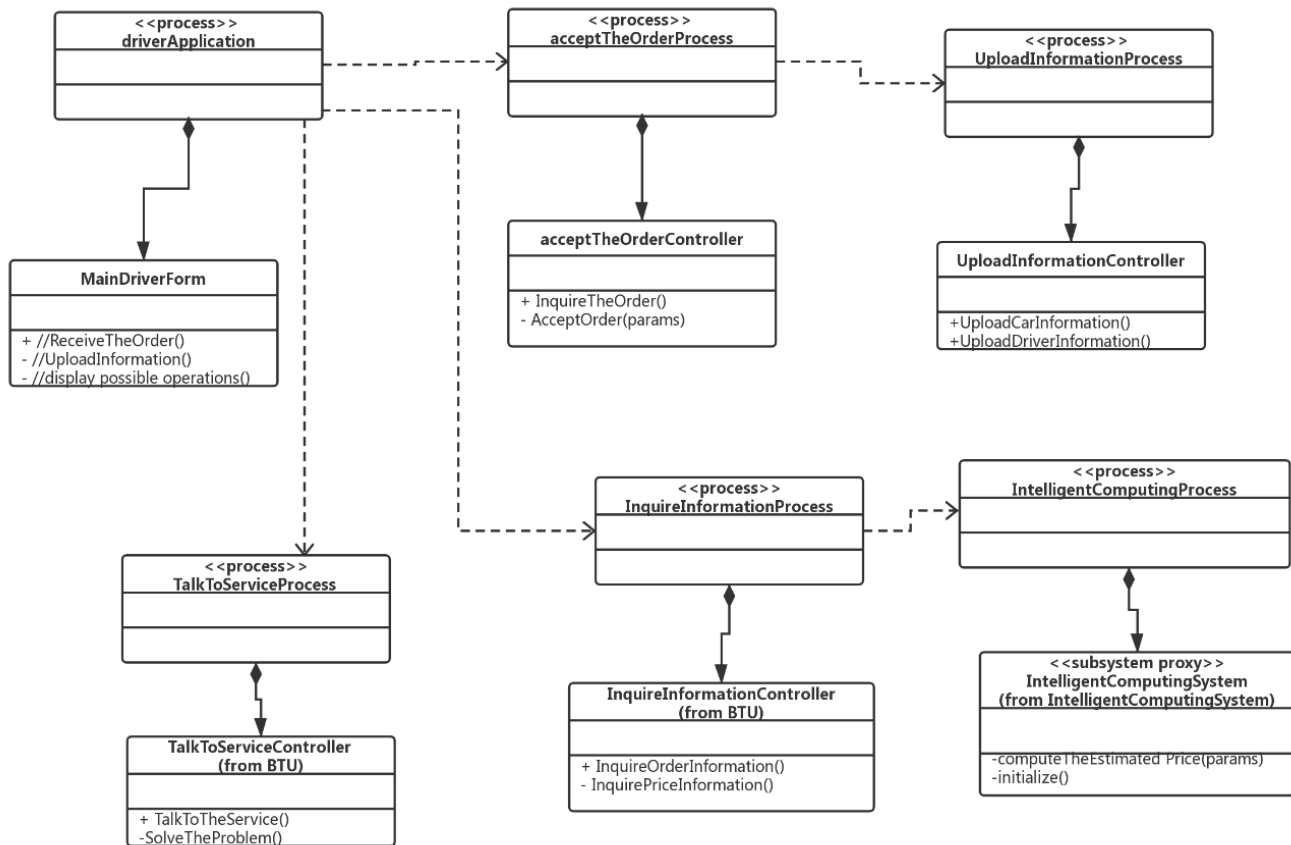 <<process>>
driverApplication
<<process>>
acceptTheOrderProcess
<<process>>
UploadInformationProcess
MainDriverForm
+ //ReceiveTheOrder()
- //UploadInformation()
- //display possible operations()
acceptTheOrderController
+ InquireTheOrder()
- AcceptOrder(params)
UploadInformationController
+UploadCarInformation()
+UploadDriverInformation()
<<process>>
TalkToServiceProcess
<<process>>
InquireInformationProcess
<<process>>
IntelligentComputingProcess
TalkToServiceController
(from BTU)
+ TalkToTheService()
-SolveTheProblem()
InquireInformationController
(from BTU)
+ InquireOrderInformation()
- InquirePriceInformation()
<<subsystem proxy>>
IntelligentComputingSystem
(from IntelligentComputingSystem)
-computeTheEstimated Price(params)
-initialize()